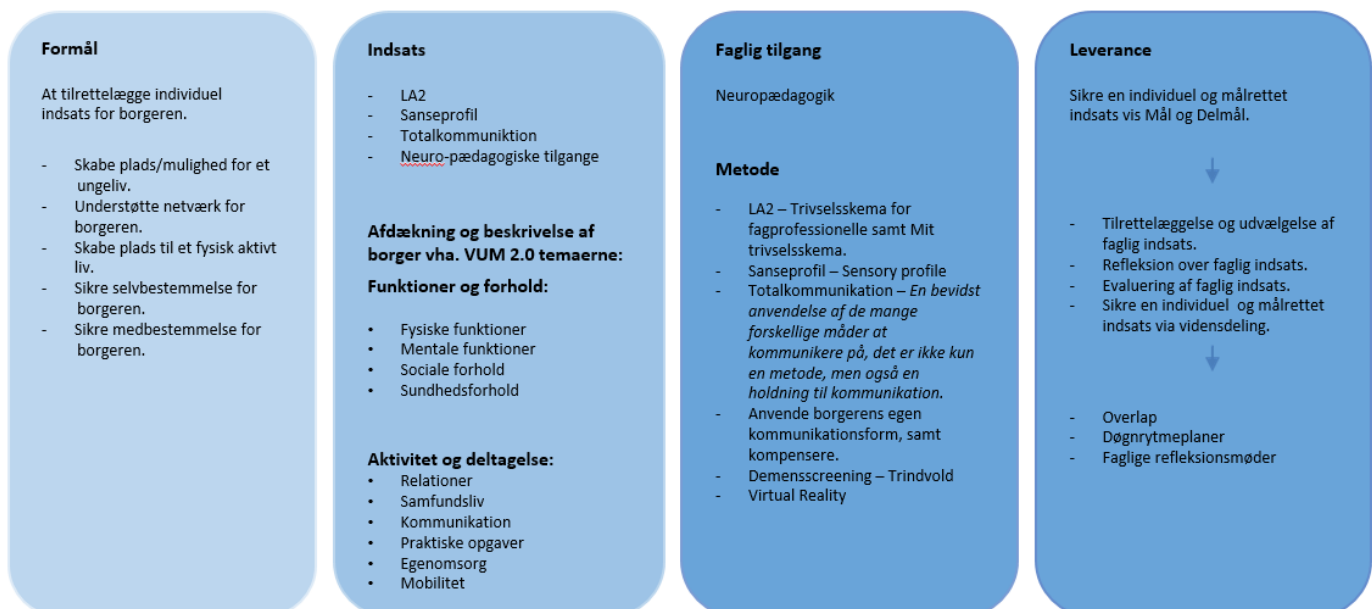 Formål
At tilrettelægge individuel
indsats for borgeren.
- Skabe plads/mulighed for et
ungeliv.
- Understøtte netværk for
borgeren.
- Skabe plads til et fysisk aktivt
liv.
- Sikre selvbestemmelse for
borgeren.
- Sikre medbestemmelse for
borgeren.
Indsats
- LA2
- Sanseprofil
- Totalkommuniktion
- Neuro-pædagogiske tilgange
Afdækning og beskrivelse af
borger vha. VUM 2.0 temaerne:
Funktioner og forhold:
• Fysiske funktioner
• Mentale funktioner
• Sociale forhold
• Sundhedsforhold
Aktivitet og deltagelse:
• Relationer
• Samfundsliv
• Kommunikation
• Praktiske opgaver
• Egenomsorg
• Mobilitet
Faglig tilgang
Neuropædagogik
Metode
- LA2 – Trivselsskema for
fagprofessionelle samt Mit
trivselsskema.
- Sanseprofil – Sensory profile
- Totalkommunikation – En bevidst
anvendelse af de mange
forskellige måder at
kommunikere på, det er ikke kun
en metode, men også en
holdning til kommunikation.
- Anvende borgerens egen
kommunikationsform, samt
kompensere.
- Demensscreening – Trindvold
- Virtual Reality
Leverance
Sikre en individuel og målrettet
indsats vis Mål og Delmål.
- Tilrettelæggelse og udvælgelse af
faglig indsats.
- Refleksion over faglig indsats.
- Evaluering af faglig indsats.
- Sikre en individuel og målrettet
indsats via vidensdeling.
- Overlap
- Døgnrytmeplaner
- Faglige refleksionsmøder